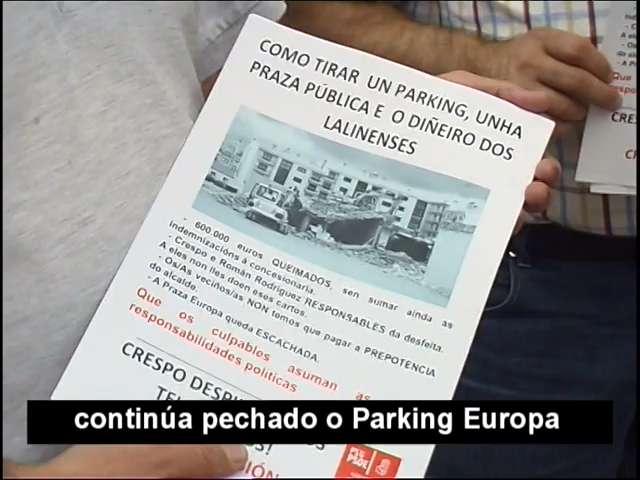 COMO TIRAR UN PARKING, UNHA
PRAZA PÚBLICA E O DIÑEIRO DOS
LALINENSES
- 600.000 euros QUEIMADOS, sen sumar aínda as
indemnizacións á concesionaria.
- Crespo e Román Rodríguez RESPONSABLES da desfeita.
A eles non lles doen eses cartos.
- Os/As veciños/as NON temos que pagar a PREPOTENCIA
do alcalde.
- A Praza Europa queda ESCACHADA.
Que os culpables asuman as
responsabilidades políticas
CRESPO
continúa pechado o Parking Europa
PSOE